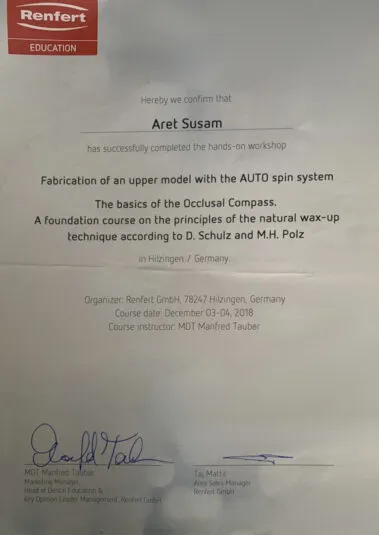 Renfert
EDUCATION
Hereby we confirm that
Aret Susam
has successfully completed the hands-on workshop
Fabrication of an upper model with the AUTO spin system
The basics of the Occlusal Compass.
A foundation course on the principles of the natural wax-up
technique according to D. Schulz and M.H. Polz
in Hilzingen / Germany.
Organizer: Renfert GmbH, 78247 Hilzingen, Germany
Course date: December 03-04, 2018
Course instructor: MDT Manfred Tauber
MDT Manfred Tauber
Marketing Manager,
Head of Dental Education &
Key Opinion Leader Management, Renfert GmbH
Taj Matte
Area Sales Manager
Renfert GmbH